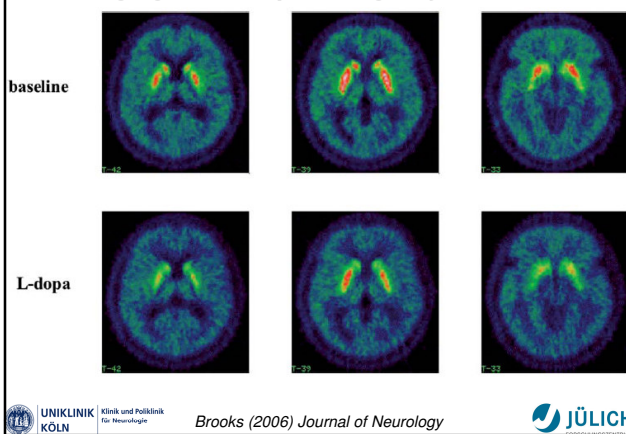 baseline
T-42
T-39
T-33
L-dopa
T-42
T-39
T-33
UNIKLINIK
KÖLN
Klinik und Poliklinik
für Neurologie
Brooks (2006) Journal of Neurology
JÜLICH